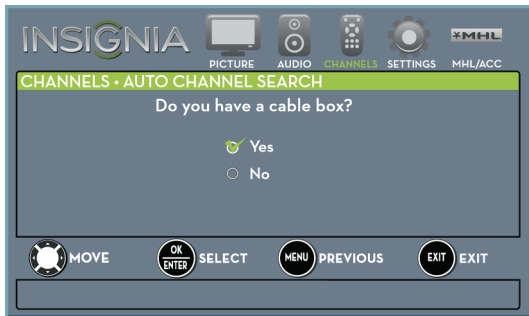 INSIGNIA
PICTURE AUDIO CHANNELS SETTINGS MHL MHL/ACC
CHANNELS • AUTO CHANNEL SEARCH
Do you have a cable box?
Yes
No
MOVE OK ENTER SELECT MENU PREVIOUS EXIT EXIT